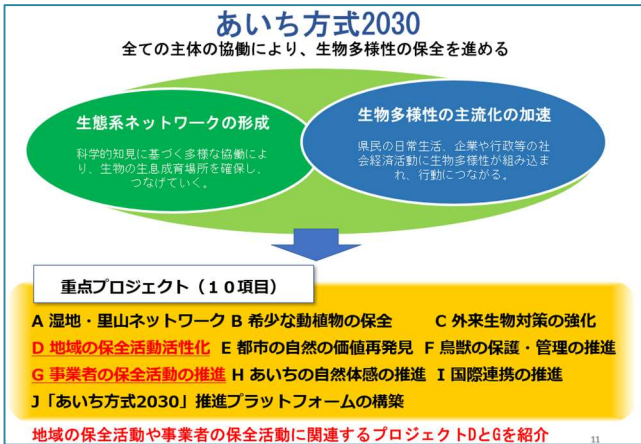 あいち方式2030
全ての主体の協働により、生物多様性の保全を進める
生態系ネットワークの形成
科学的知見に基づく多様な協働によ
り、生物の生息成育場所を確保し、
つなげていく。
生物多様性の主流化の加速
県民の日常生活、企業や行政等の社
会経済活動に生物多様性が組み込ま
れ、行動につながる。
重点プロジェクト（１０項目）
A 湿地・里山ネットワーク B 希少な動植物の保全 C 外来生物対策の強化
D 地域の保全活動活性化 E 都市の自然の価値再発見 F 鳥獣の保護・管理の推進
G 事業者の保全活動の推進 H あいちの自然体感の推進 I 国際連携の推進
J「あいち方式2030」推進プラットフォームの構築
地域の保全活動や事業者の保全活動に関連するプロジェクトDとGを紹介
11